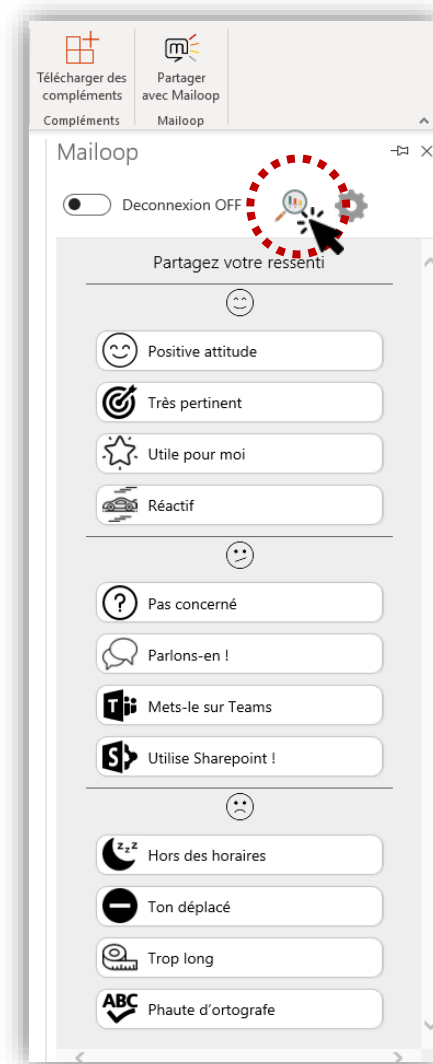 Télécharger des
compléments
Partager
avec Mailoop
Compléments
Mailoop
Mailoop
Deconnexion OFF
Partagez votre ressenti
Positive attitude
Très pertinent
Utile pour moi
Réactif
Pas concerné
Parlons-en !
Mets-le sur Teams
Utilise Sharepoint !
zzz Hors des horaires
Ton déplacé
Trop long
ABC Phaute d'ortografe